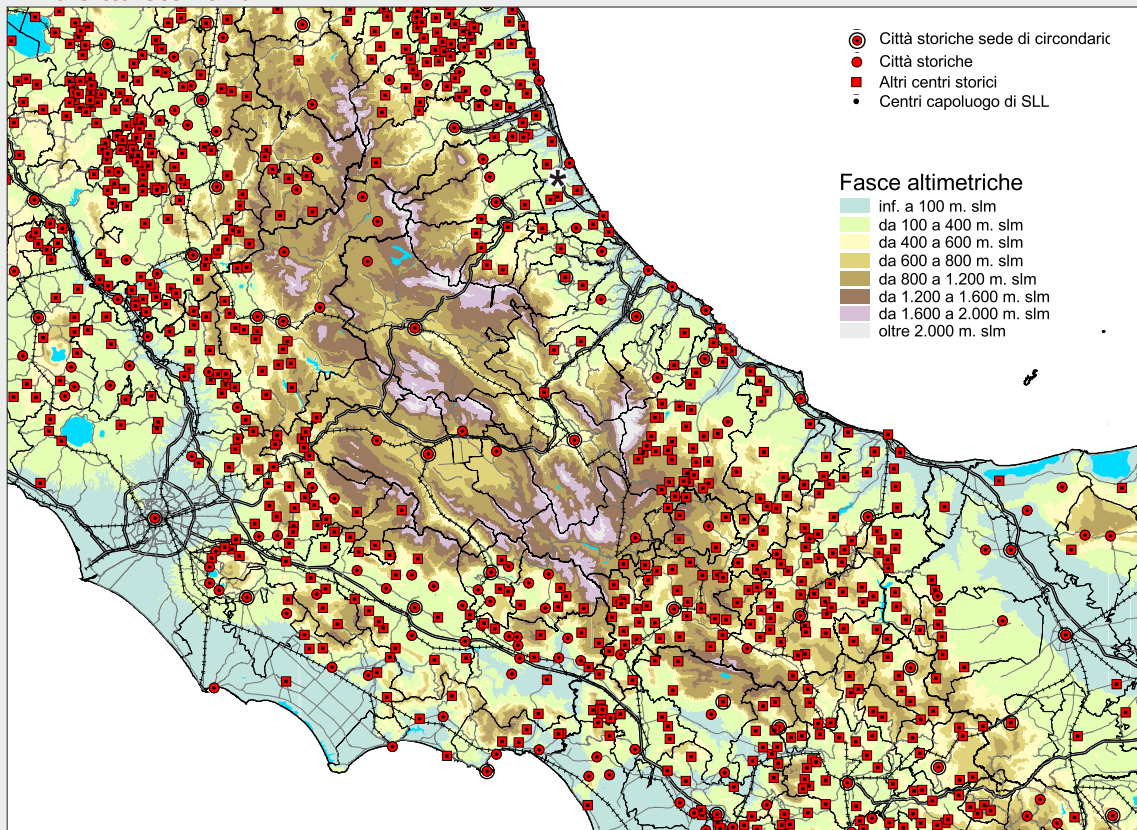 Città storiche sede di circondario
Città storiche
Altri centri storici
Centri capoluogo di SLL
Fasce altimetriche
inf. a 100 m. slm
da 100 a 400 m. slm
da 400 a 600 m. slm
da 600 a 800 m. slm
da 800 a 1.200 m. slm
da 1.200 a 1.600 m. slm
da 1.600 a 2.000 m. slm
oltre 2.000 m. slm
*